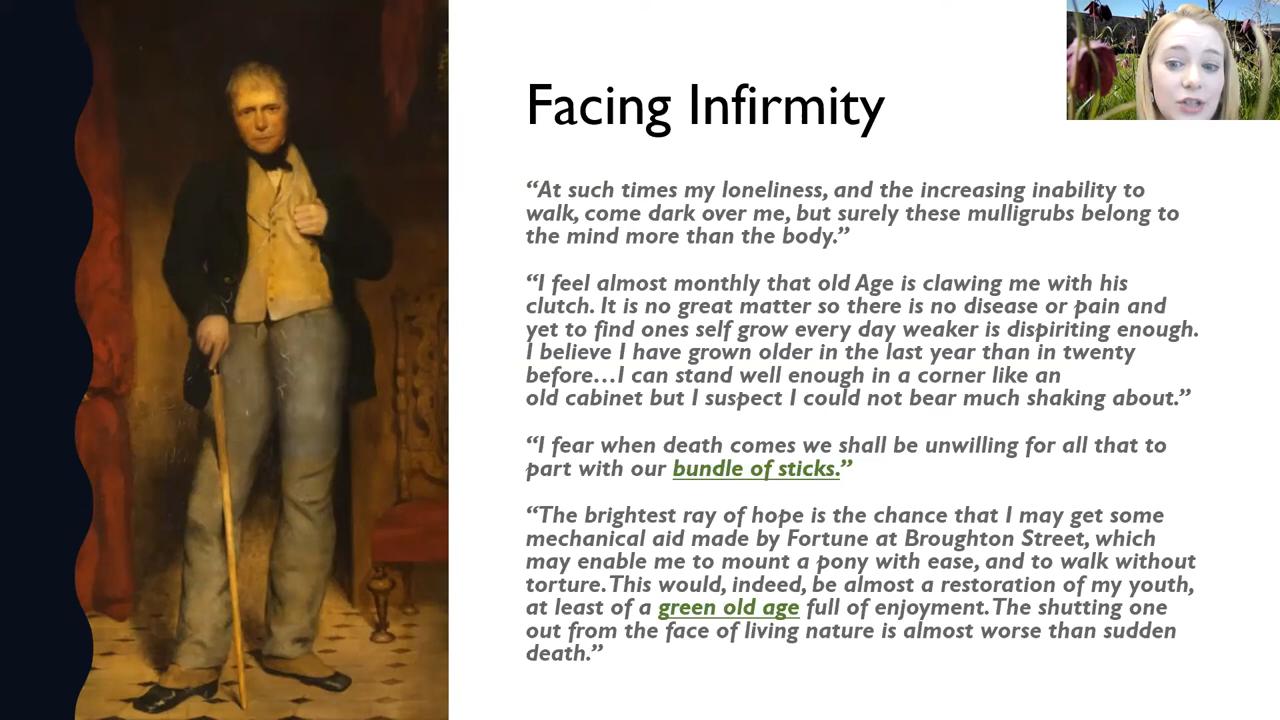 Facing Infirmity
“At such times my loneliness, and the increasing inability to
walk, come dark over me, but surely these mulligrubs belong to
the mind more than the body.”
“I feel almost monthly that old Age is clawing me with his
clutch. It is no great matter so there is no disease or pain and
yet to find ones self grow every day weaker is dispiriting enough.
I believe I have grown older in the last year than in twenty
before…I can stand well enough in a corner like an
old cabinet but I suspect I could not bear much shaking about.”
“I fear when death comes we shall be unwilling for all that to
part with our bundle of sticks.”
“The brightest ray of hope is the chance that I may get some
mechanical aid made by Fortune at Broughton Street, which
may enable me to mount a pony with ease, and to walk without
torture. This would, indeed, be almost a restoration of my youth,
at least of a green old age full of enjoyment. The shutting one
out from the face of living nature is almost worse than sudden
death.”